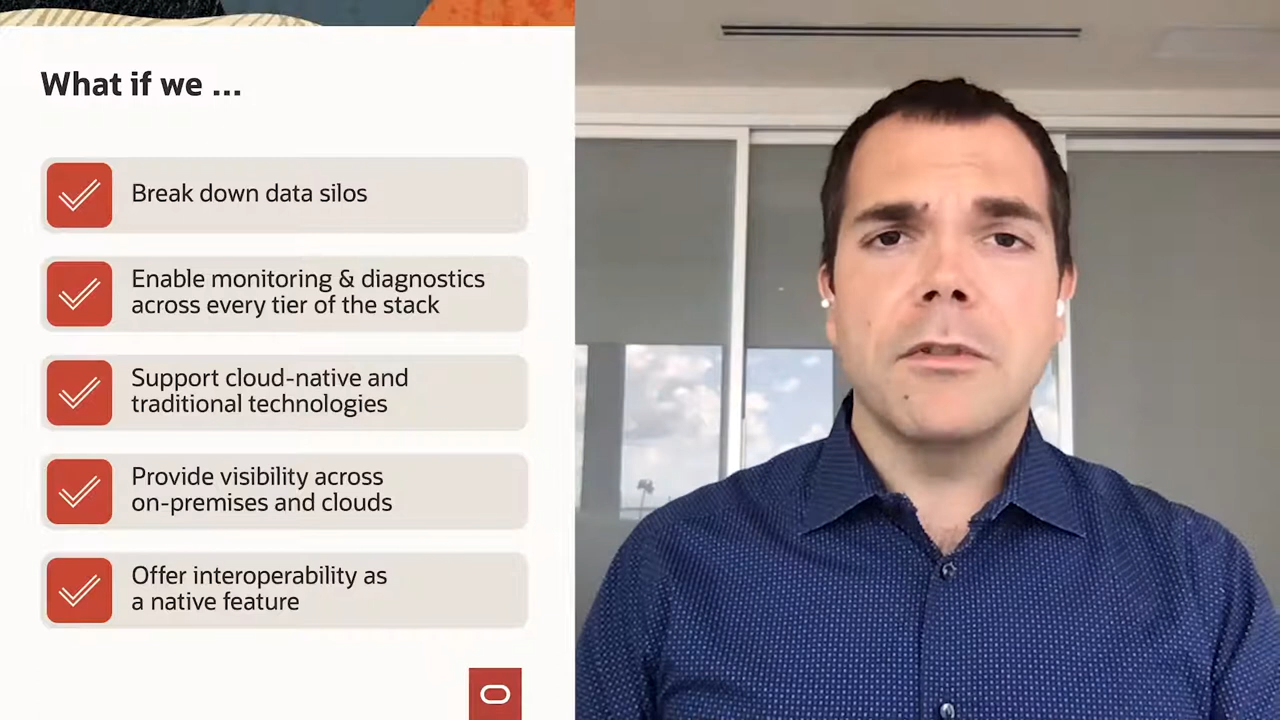 What if we ...
Break down data silos
Enable monitoring & diagnostics
across every tier of the stack
Support cloud-native and
traditional technologies
Provide visibility across
on-premises and clouds
Offer interoperability as
a native feature